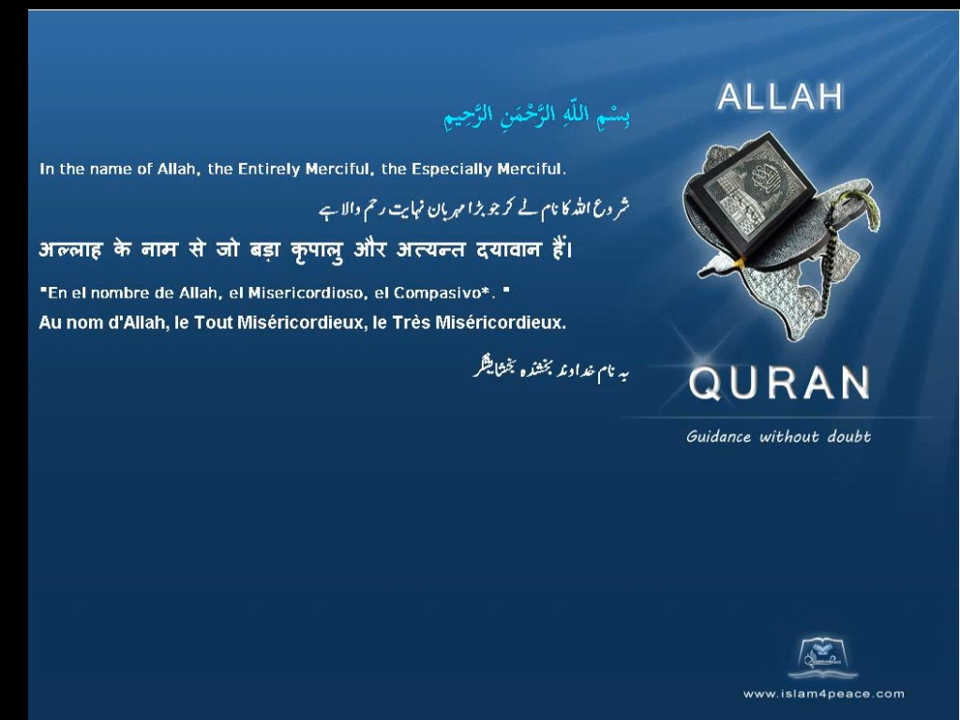 بِسْمِ اللّهِ الرَّحْمَنِ الرَّحِيمِ
In the name of Allah, the Entirely Merciful, the Especially Merciful.
شروع الله کا نام لے کر جو بڑا مہربان نہایت رحم والا ہے
अल्लाह के नाम से जो बड़ा कृपालु और अत्यन्त दयावान हैं।
"En el nombre de Allah, el Misericordioso, el Compasivo*. "
Au nom d'Allah, le Tout Miséricordieux, le Très Miséricordieux.
به نام خداوند بخشنده بخشایشگر
ALLAH
QURAN
Guidance without doubt
www.islam4peace.com